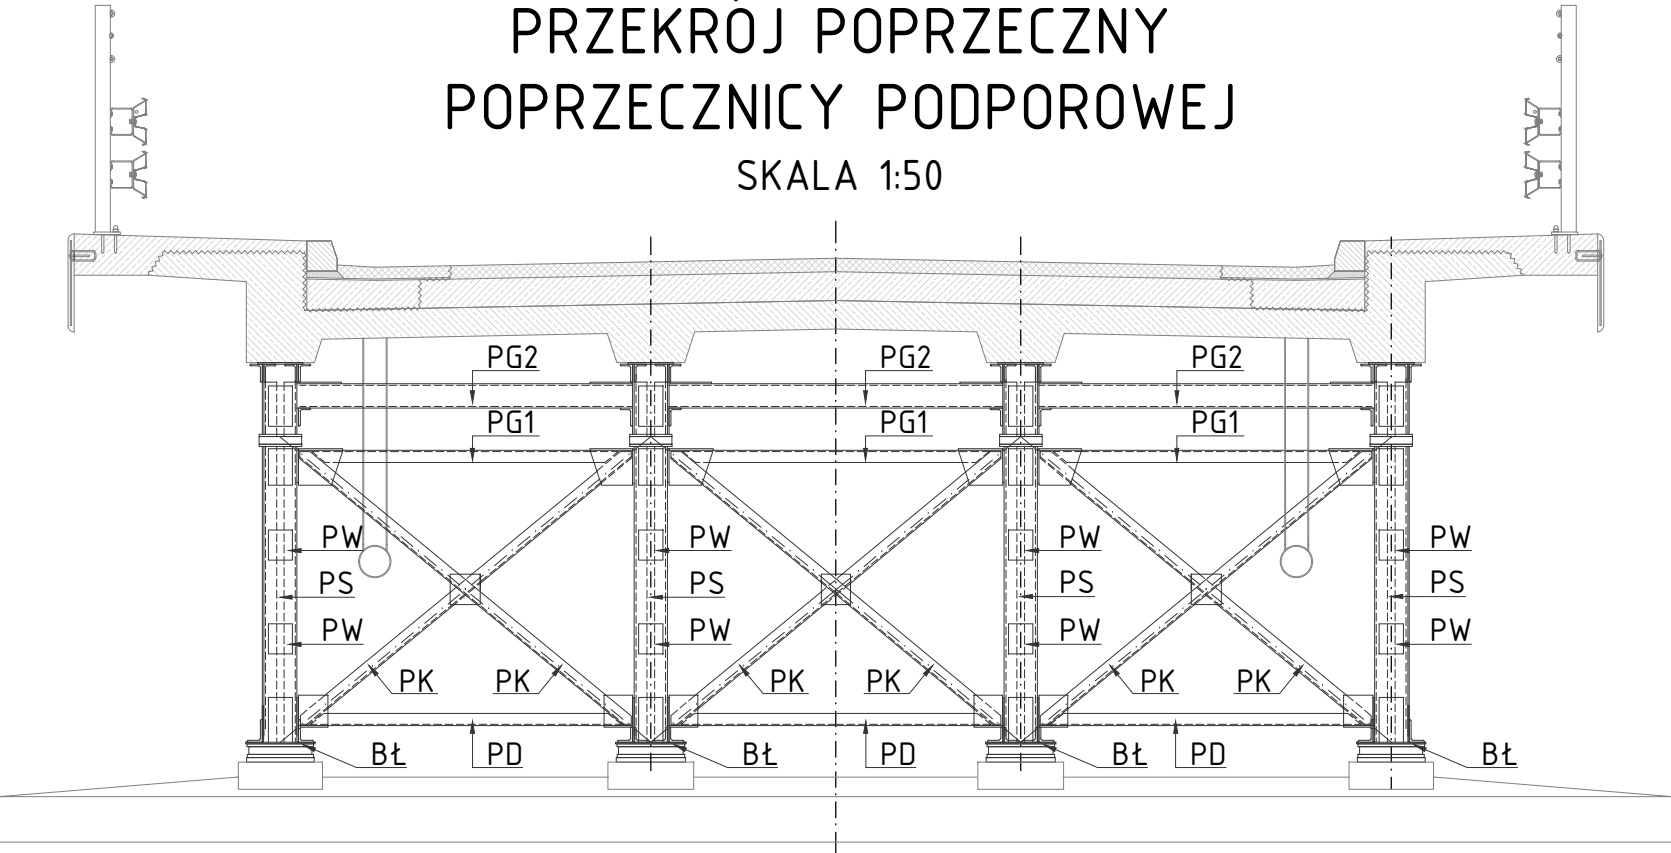 PRZEKRÓJ POPRZECZNY
POPRZECZNICY PODPOROWEJ
SKALA 1:50
PG2 PG2 PG2
PG1 PG1 PG1
PW PW PW PW
PS PS PS PS
PW PW PW PW
PK PK PK PK PK PK
BŁ PD BŁ PD BŁ PD BŁ